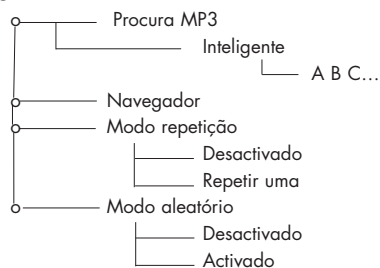 Procura MP3
Inteligente
A B C...
Navegador
Modo repetição
Desactivado
Repetir uma
Modo aleatório
Desactivado
Activado